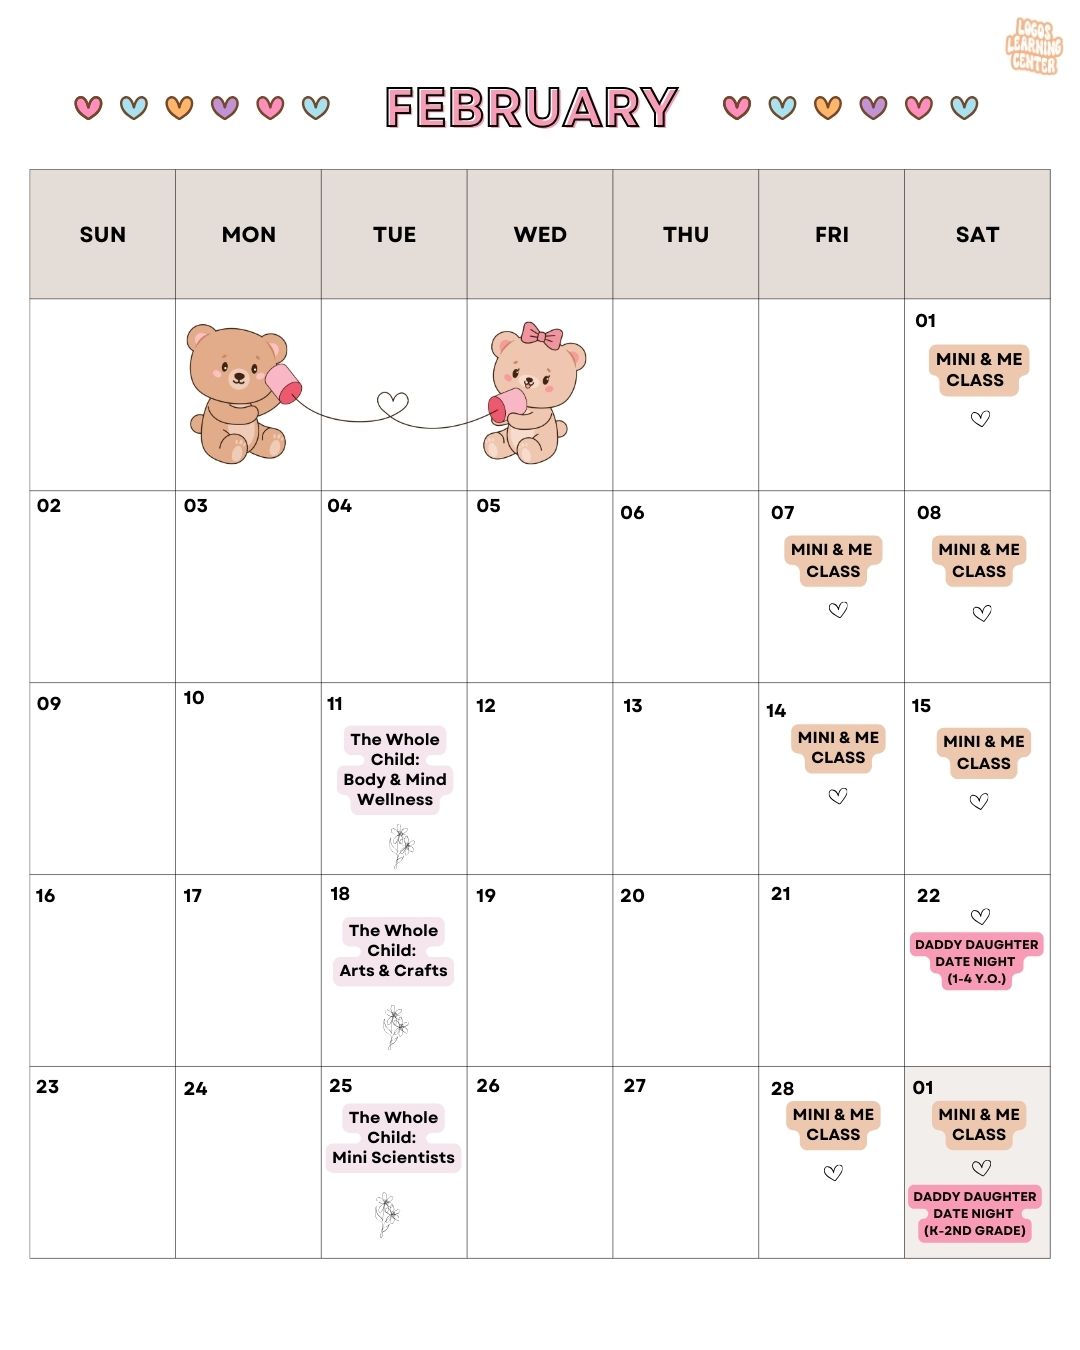 LOGOS
LEARNING
CENTER
FEBRUARY
SUN MON TUE WED THU FRI SAT
01
MINI & ME
CLASS
02 03 04 05 06 07 08
MINI & ME
CLASS
MINI & ME
CLASS
09 10 11 12 13 14 15
The Whole
Child:
Body & Mind
Wellness
MINI & ME
CLASS
MINI & ME
CLASS
16 17 18 19 20 21 22
The Whole
Child:
Arts & Crafts
DADDY DAUGHTER
DATE NIGHT
(1-4 Y.O.)
23 24 25 26 27 28 01
The Whole
Child:
Mini Scientists
MINI & ME
CLASS
MINI & ME
CLASS
DADDY DAUGHTER
DATE NIGHT
(K-2ND GRADE)